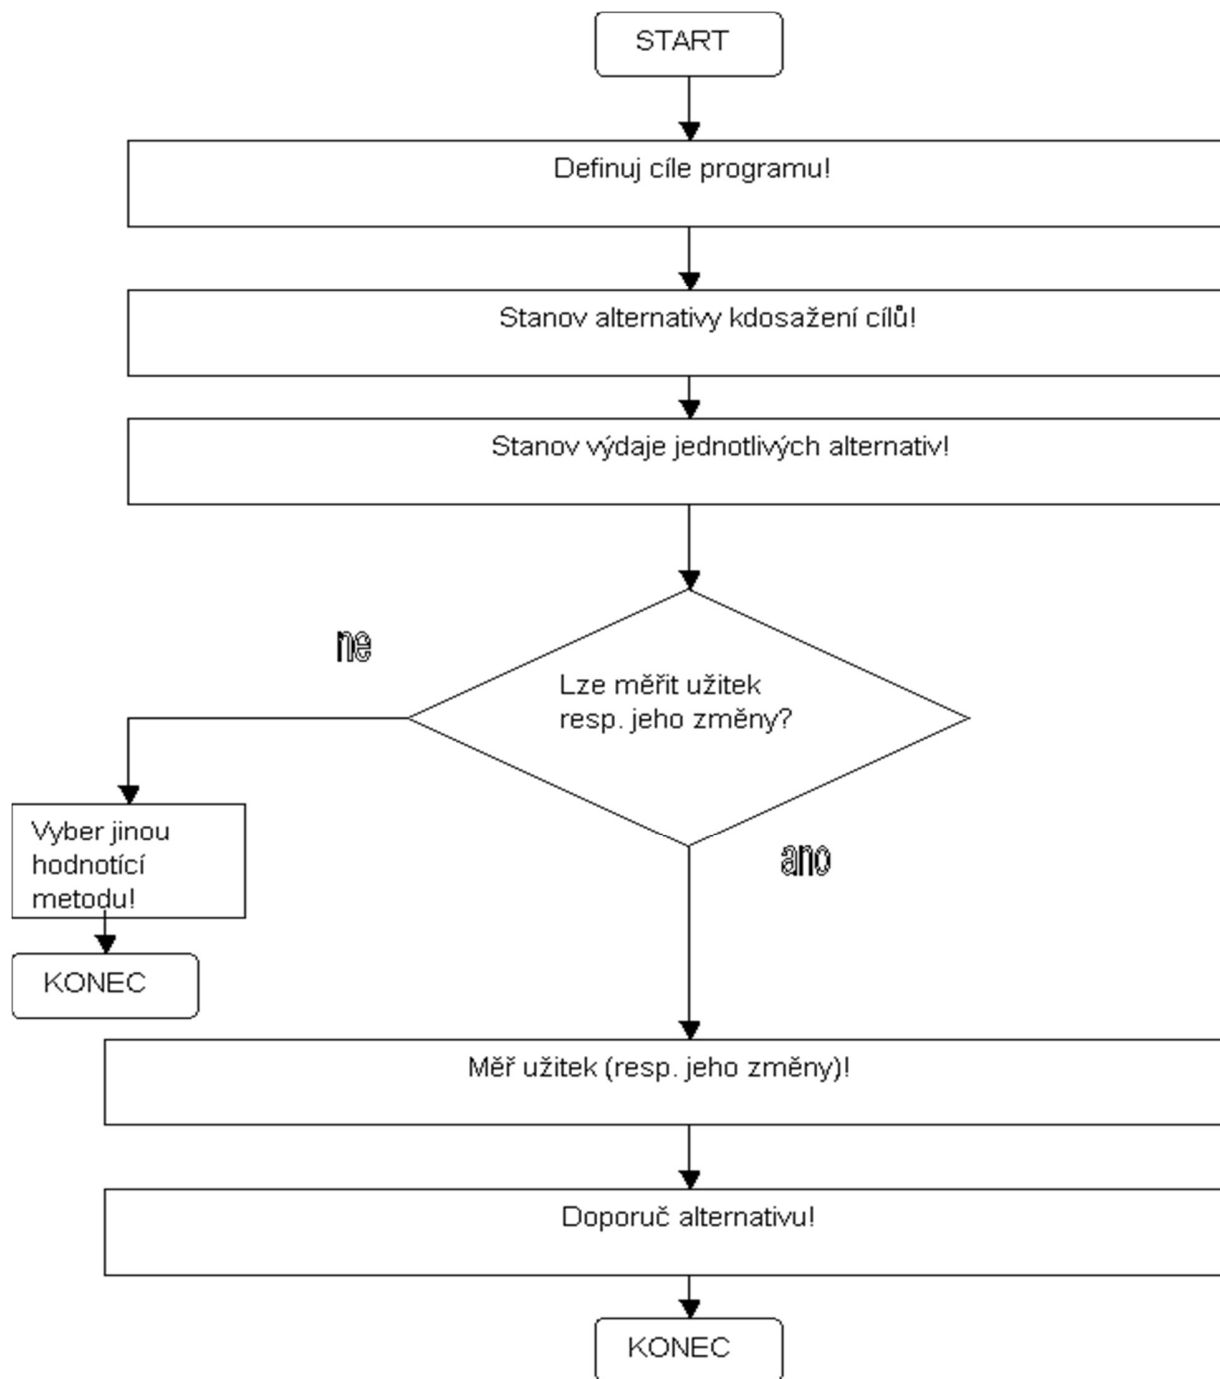 START
Definuj cíle programu!
Stanov alternativy kdosažení cílů!
Stanov výdaje jednotlivých alternativ!
ne
Lze měřit užitek
resp. jeho změny?
Vyber jinou
hodnotící
metodu!
ano
KONEC
Měř užitek (resp. jeho změny)!
Doporuč alternativu!
KONEC